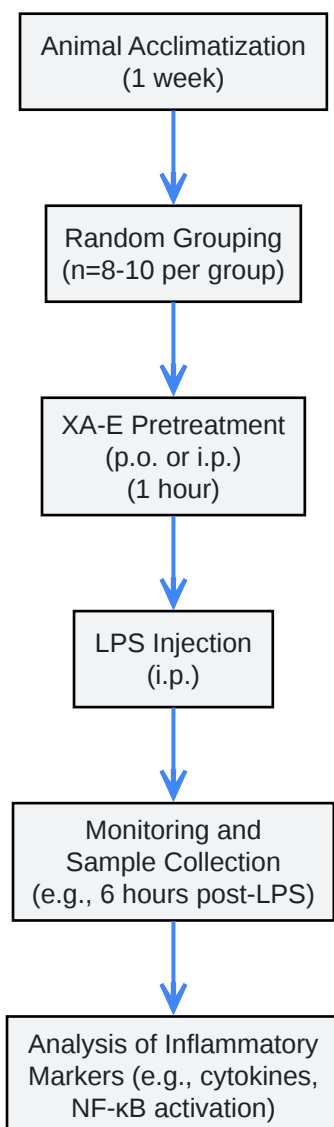 Animal Acclimatization
(1 week)
Random Grouping
(n=8-10 per group)
XA-E Pretreatment
(p.o. or i.p.)
(1 hour)
LPS Injection
(i.p.)
Monitoring and
Sample Collection
(e.g., 6 hours post-LPS)
Analysis of Inflammatory
Markers (e.g., cytokines,
NF-κB activation)